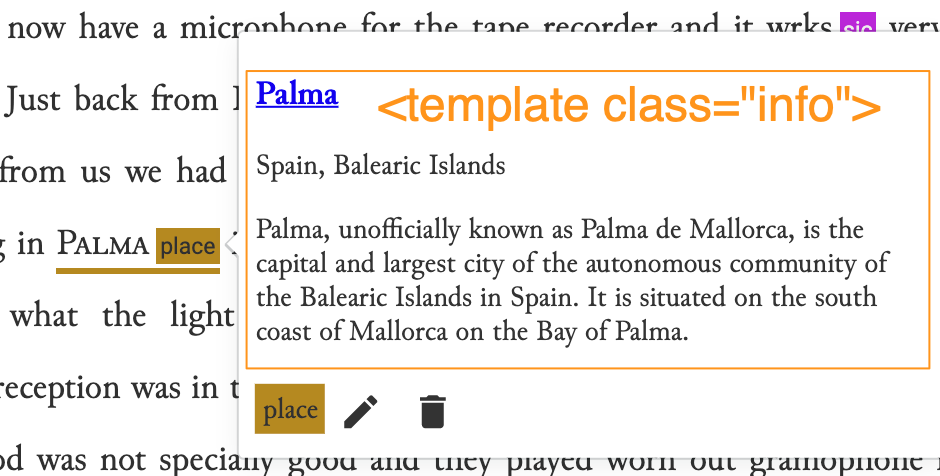 now have a microphone for the tape recorder and it wrks sic very
Just back from
Palma
<template class="info">
Spain, Balearic Islands
from us we had
Palma, unofficially known as Palma de Mallorca, is the
capital and largest city of the autonomous community of
the Balearic Islands in Spain. It is situated on the south
coast of Mallorca on the Bay of Palma.
in PALMA place
what the light
reception was in
place
was not specially good and they played worn out gramophone